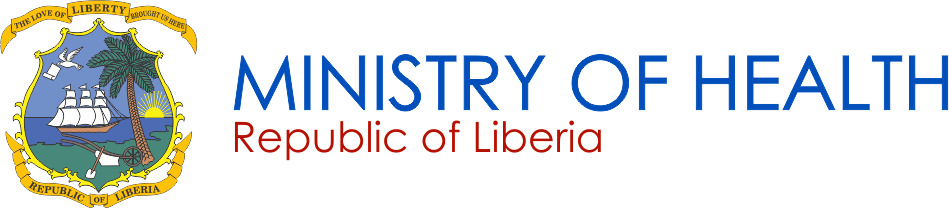 THE LOVE OF LIBERTY BROUGHT US HERE
MINISTRY OF HEALTH
Republic of Liberia
REPUBLIC OF LIBERIA